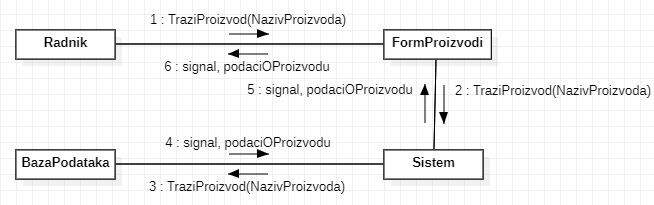 1 : TraziProizvod(NazivProizvoda)
Radnik
FormProizvodi
6 : signal, podaciOProizvodu
5 : signal, podaciOProizvodu
2 : TraziProizvod(NazivProizvoda)
4 : signal, podaciOProizvodu
BazaPodataka
Sistem
3 : TraziProizvod(NazivProizvoda)